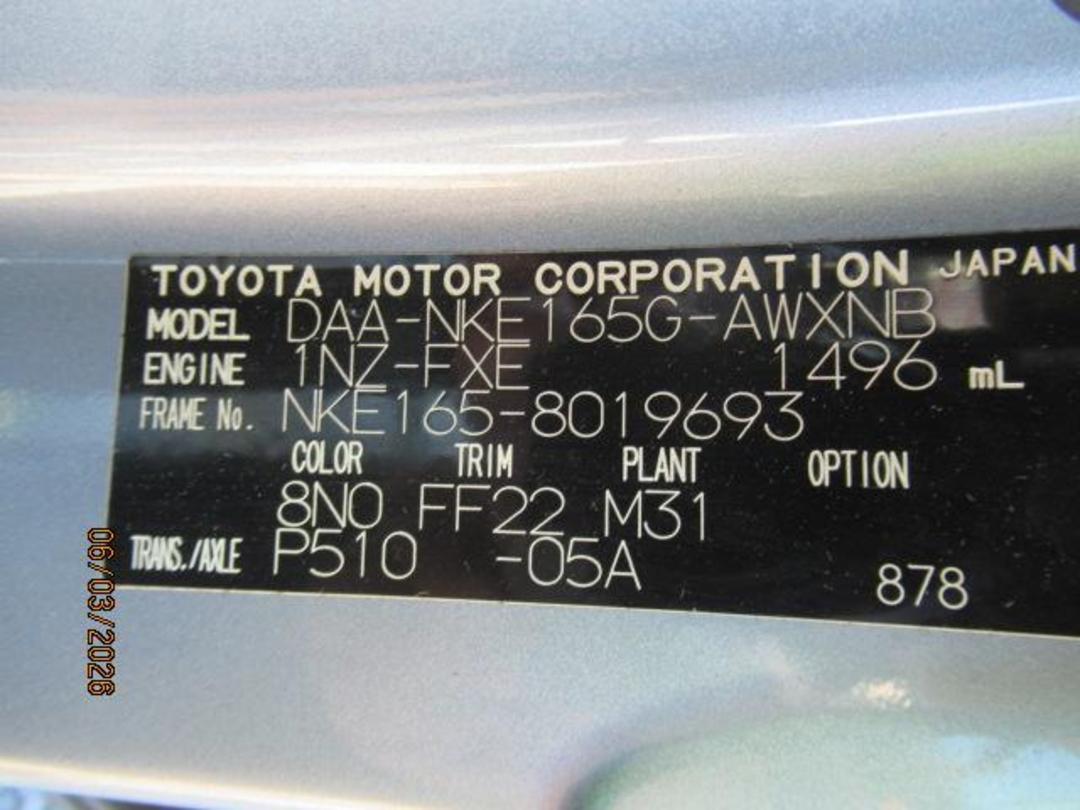 TOYOTA MOTOR CORPORATION JAPAN
MODEL DAA-NKE165G-AWXNB
ENGINE 1NZ-FXE 1496 mL
FRAME No. NKE165-8019693
COLOR TRIM PLANT OPTION
8N0 FF22 M31
TRANS./AXLE P510 -05A
878
06/03/2026